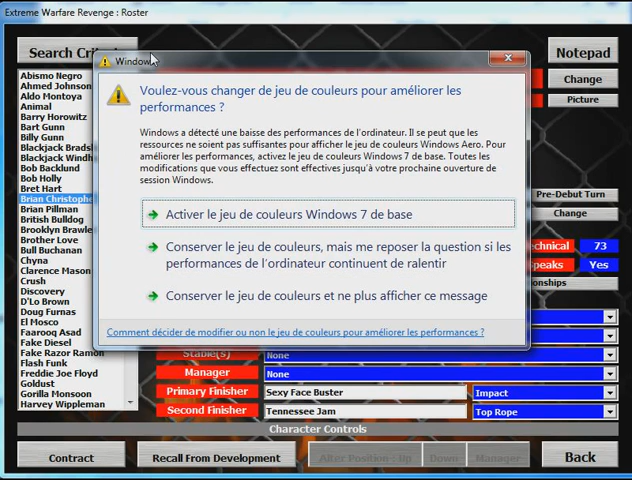 Extreme Warfare Revenge : Roster
Search Crite
Notepad
Abismo Negro
Ahmed Johnson
Aldo Montoya
Animal
Barry Horowitz
Bart Gunn
Billy Gunn
Blackjack Brads
Blackjack Windh
Bob Backlund
Bob Holly
Bret Hart
Brian Christophe
Brian Pillman
British Bulldog
Brooklyn Brawle
Brother Love
Bull Buchanan
Chyna
Clarence Mason
Crush
Discovery
D'Lo Brown
Doug Furnas
El Mosco
Faarooq Asad
Fake Diesel
Fake Razor Ramon
Flash Funk
Freddie Joe Floyd
Goldust
Gorilla Monsoon
Harvey Wippleman
Windows
Voulez-vous changer de jeu de couleurs pour améliorer les
performances ?
Windows a détecté une baisse des performances de l'ordinateur. Il se peut que les
ressources ne soient pas suffisantes pour afficher le jeu de couleurs Windows Aero. Pour
améliorer les performances, activez le jeu de couleurs Windows 7 de base. Toutes les
modifications que vous effectuez sont effectives jusqu'à votre prochaine ouverture de
session Windows.
Activer le jeu de couleurs Windows 7 de base
Conserver le jeu de couleurs, mais me reposer la question si les
performances de l'ordinateur continuent de ralentir
Conserver le jeu de couleurs et ne plus afficher ce message
Comment décider de modifier ou non le jeu de couleurs pour améliorer les performances ?
Change
Picture
Pre-Debut Turn
Change
chnical 73
peaks Yes
onships
Stable(s) None
Manager None
Primary Finisher Sexy Face Buster Impact
Second Finisher Tennessee Jam Top Rope
Character Controls
Contract Recall From Development Alter Position : Up Down Manager Back